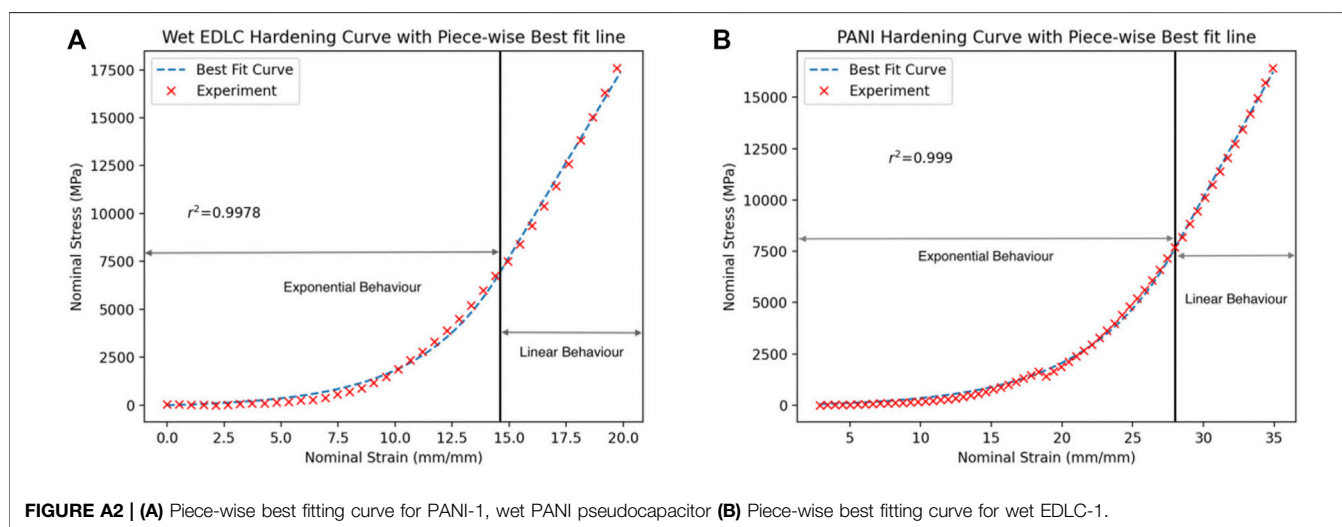 A
Wet EDLC Hardening Curve with Piece-wise Best fit line
17500
15000
12500
10000
7500
5000
2500
0
Nominal Stress (MPa)
Best Fit Curve
Experiment
r²=0.9978
Exponential Behaviour
Linear Behaviour
0.0 2.5 5.0 7.5 10.0 12.5 15.0 17.5 20.0
Nominal Strain (mm/mm)
B
PANI Hardening Curve with Piece-wise Best fit line
15000
12500
10000
7500
5000
2500
0
Nominal Stress (MPa)
Best Fit Curve
Experiment
r²=0.999
Exponential Behaviour
Linear Behaviour
5 10 15 20 25 30 35
Nominal Strain (mm/mm)
FIGURE A2 | (A) Piece-wise best fitting curve for PANI-1, wet PANI pseudocapacitor (B) Piece-wise best fitting curve for wet EDLC-1.